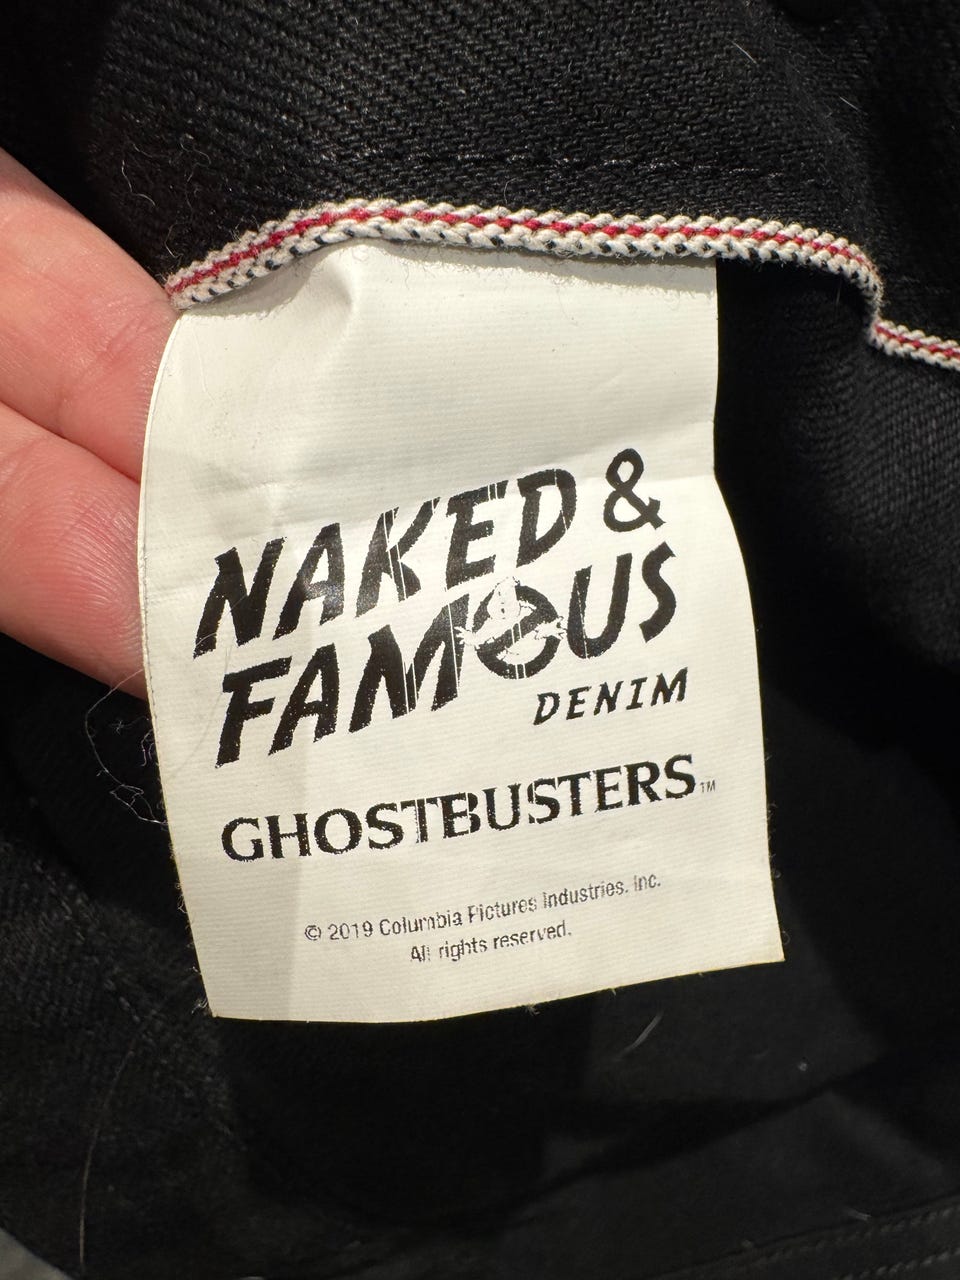 NAKED &
FAMOUS
DENIM
GHOSTBUSTERS™
© 2019 Columbia Pictures Industries, Inc.
All rights reserved.